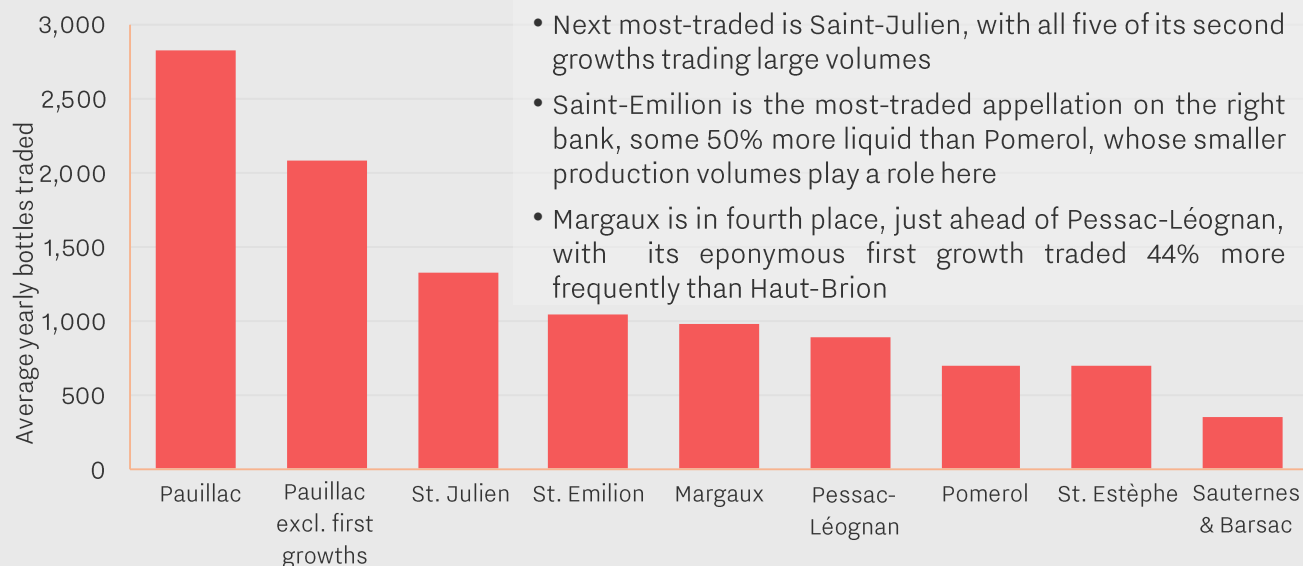 • Next most-traded is Saint-Julien, with all five of its second
growths trading large volumes
• Saint-Emilion is the most-traded appellation on the right
bank, some 50% more liquid than Pomerol, whose smaller
production volumes play a role here
• Margaux is in fourth place, just ahead of Pessac-Léognan,
with its eponymous first growth traded 44% more
frequently than Haut-Brion
Average yearly bottles traded
3,000
2,500
2,000
1,500
1,000
500
0
Pauillac
Pauillac
excl. first
growths
St. Julien
St. Emilion
Margaux
Pessac-
Léognan
Pomerol
St. Estèphe
Sauternes
& Barsac